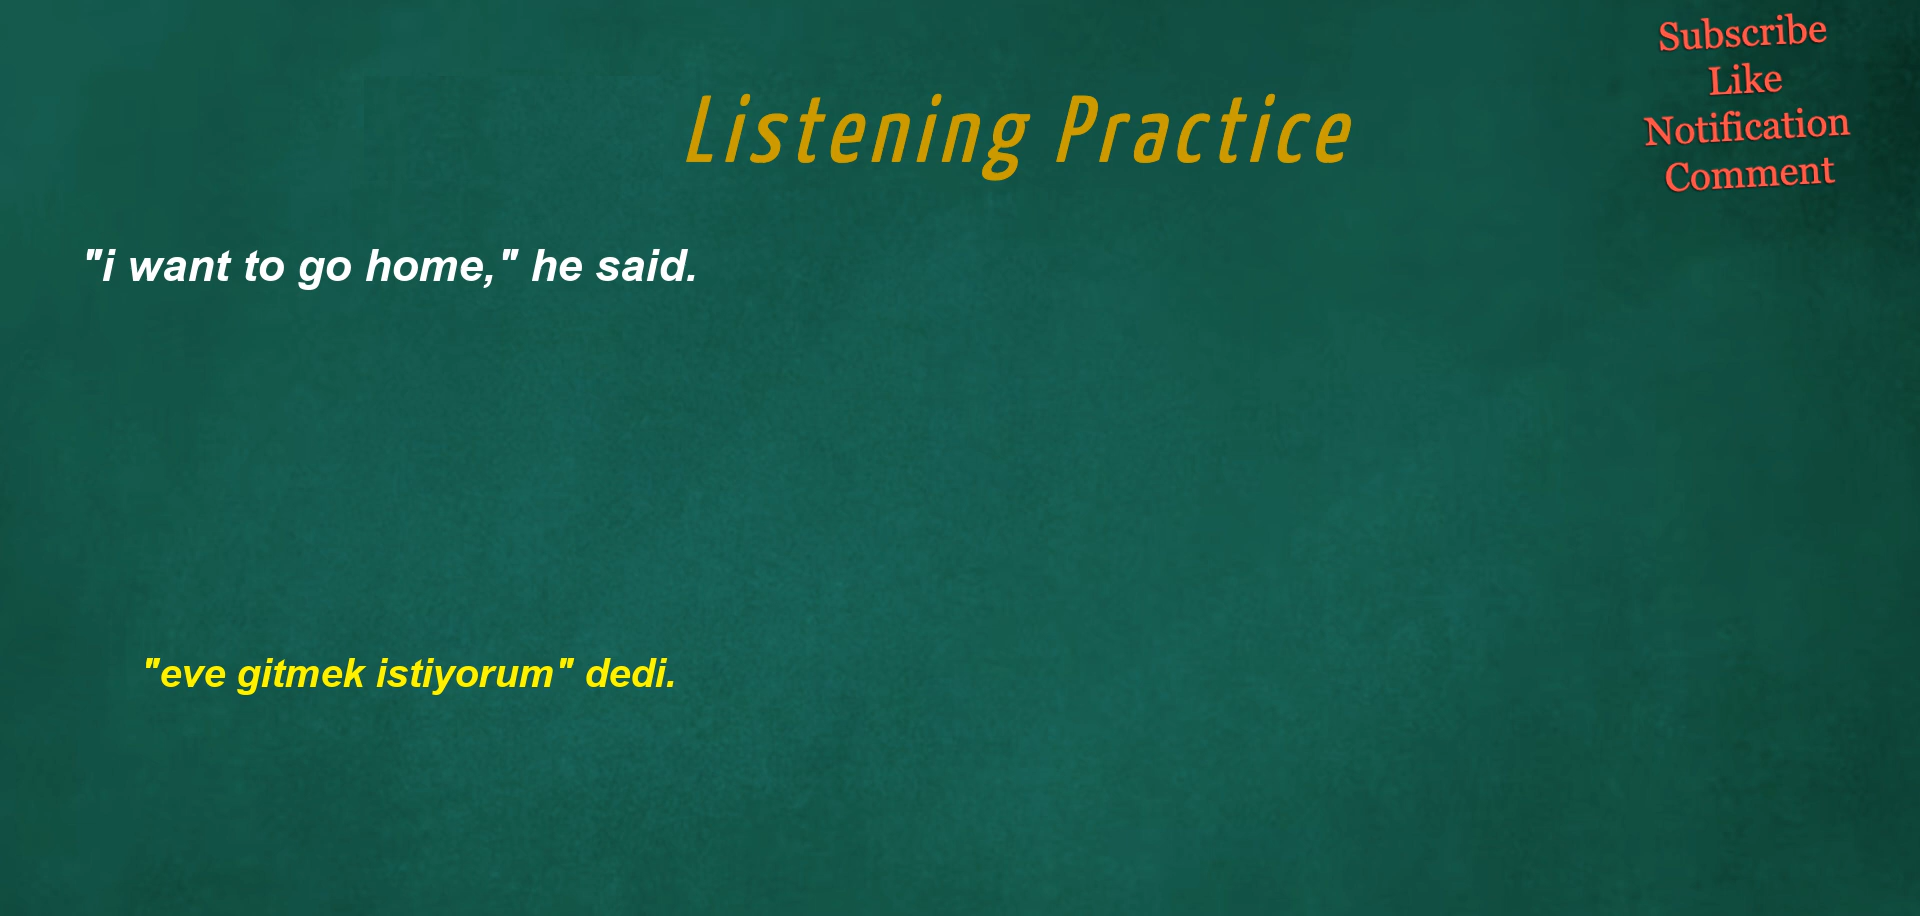 Subscribe
Like
Notification
Comment
Listening Practice
"i want to go home," he said.
"eve gitmek istiyorum" dedi.